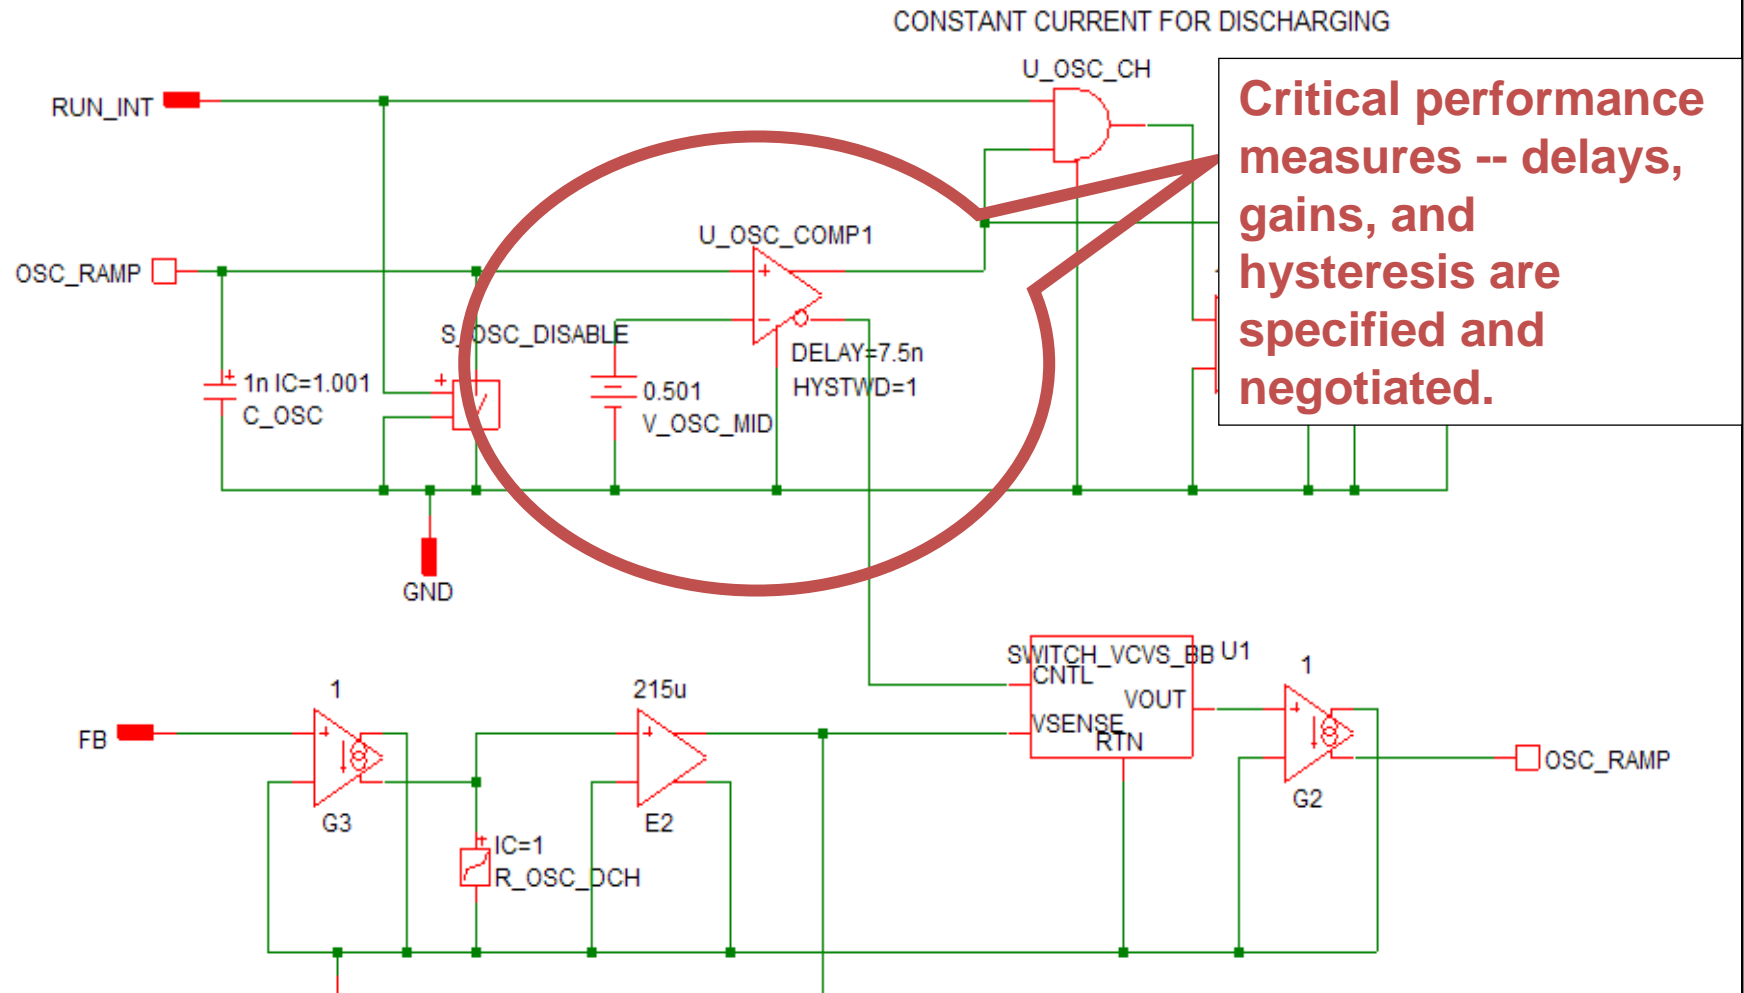 CONSTANT CURRENT FOR DISCHARGING
U_OSC_CH
RUN_INT
Critical performance
measures -- delays,
gains, and
hysteresis are
specified and
negotiated.
U_OSC_COMP1
OSC_RAMP
S_OSC_DISABLE
DELAY=7.5n
HYSTWD=1
1n IC=1.001
C_OSC
0.501
V_OSC_MID
GND
SWITCH_VCVS_BB U1
CNTL
VOUT
VSENSE
RTN
1
215u
1
FB
OSC_RAMP
G3
E2
G2
IC=1
R_OSC_DCH